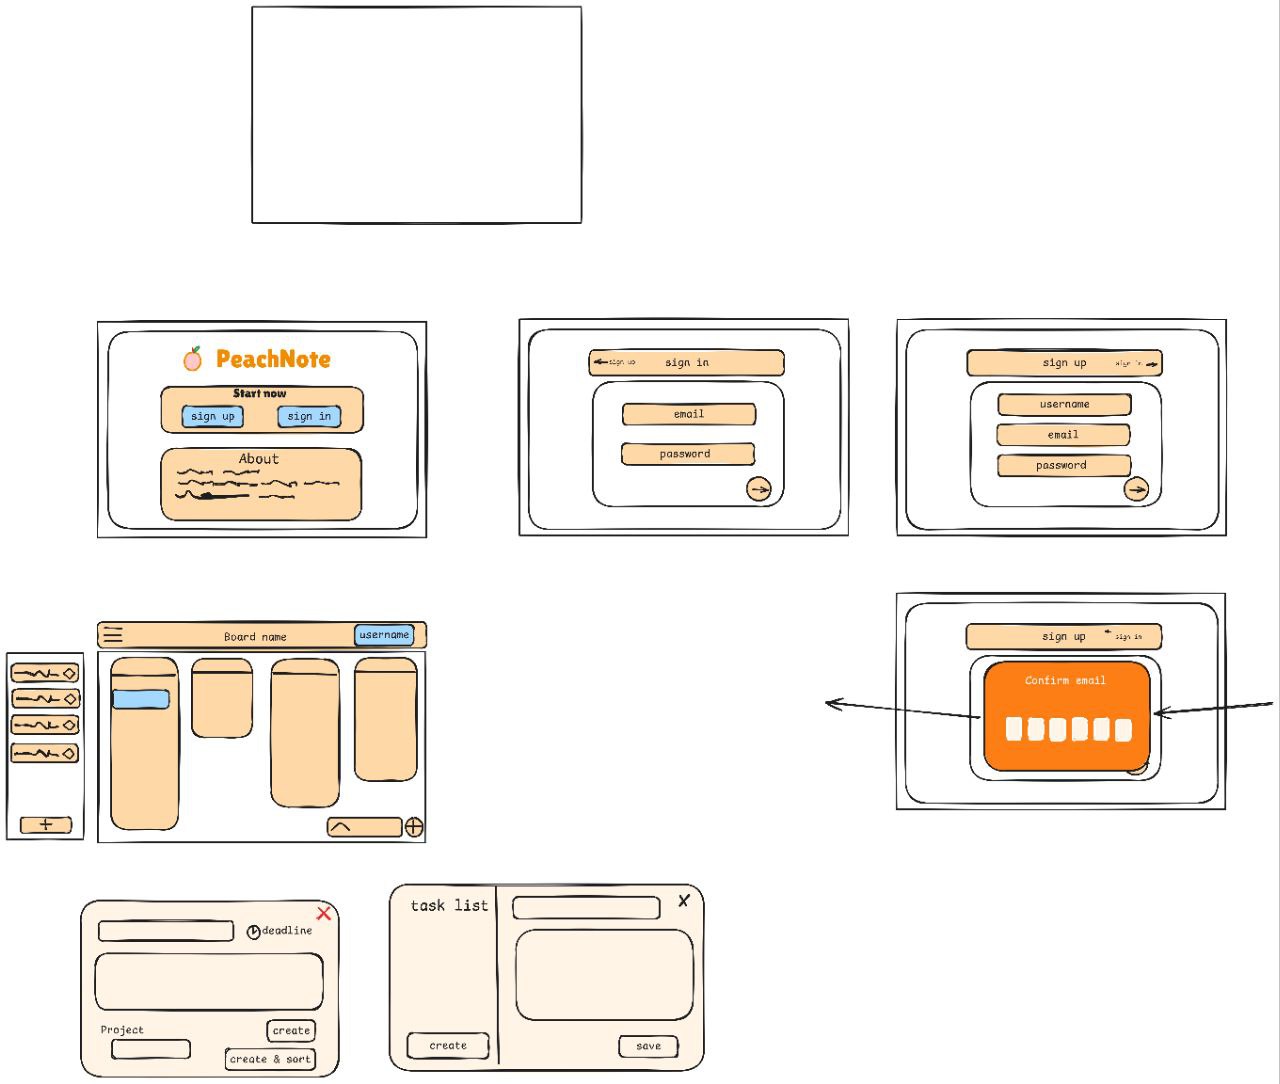 PeachNote
Start now
sign up
sign in
About
sign up
sign in
email
password
sign up
sign in
username
email
password
Board name
username
sign up
sign in
Confirm email
deadline
Project
create
create & sort
task list
create
save